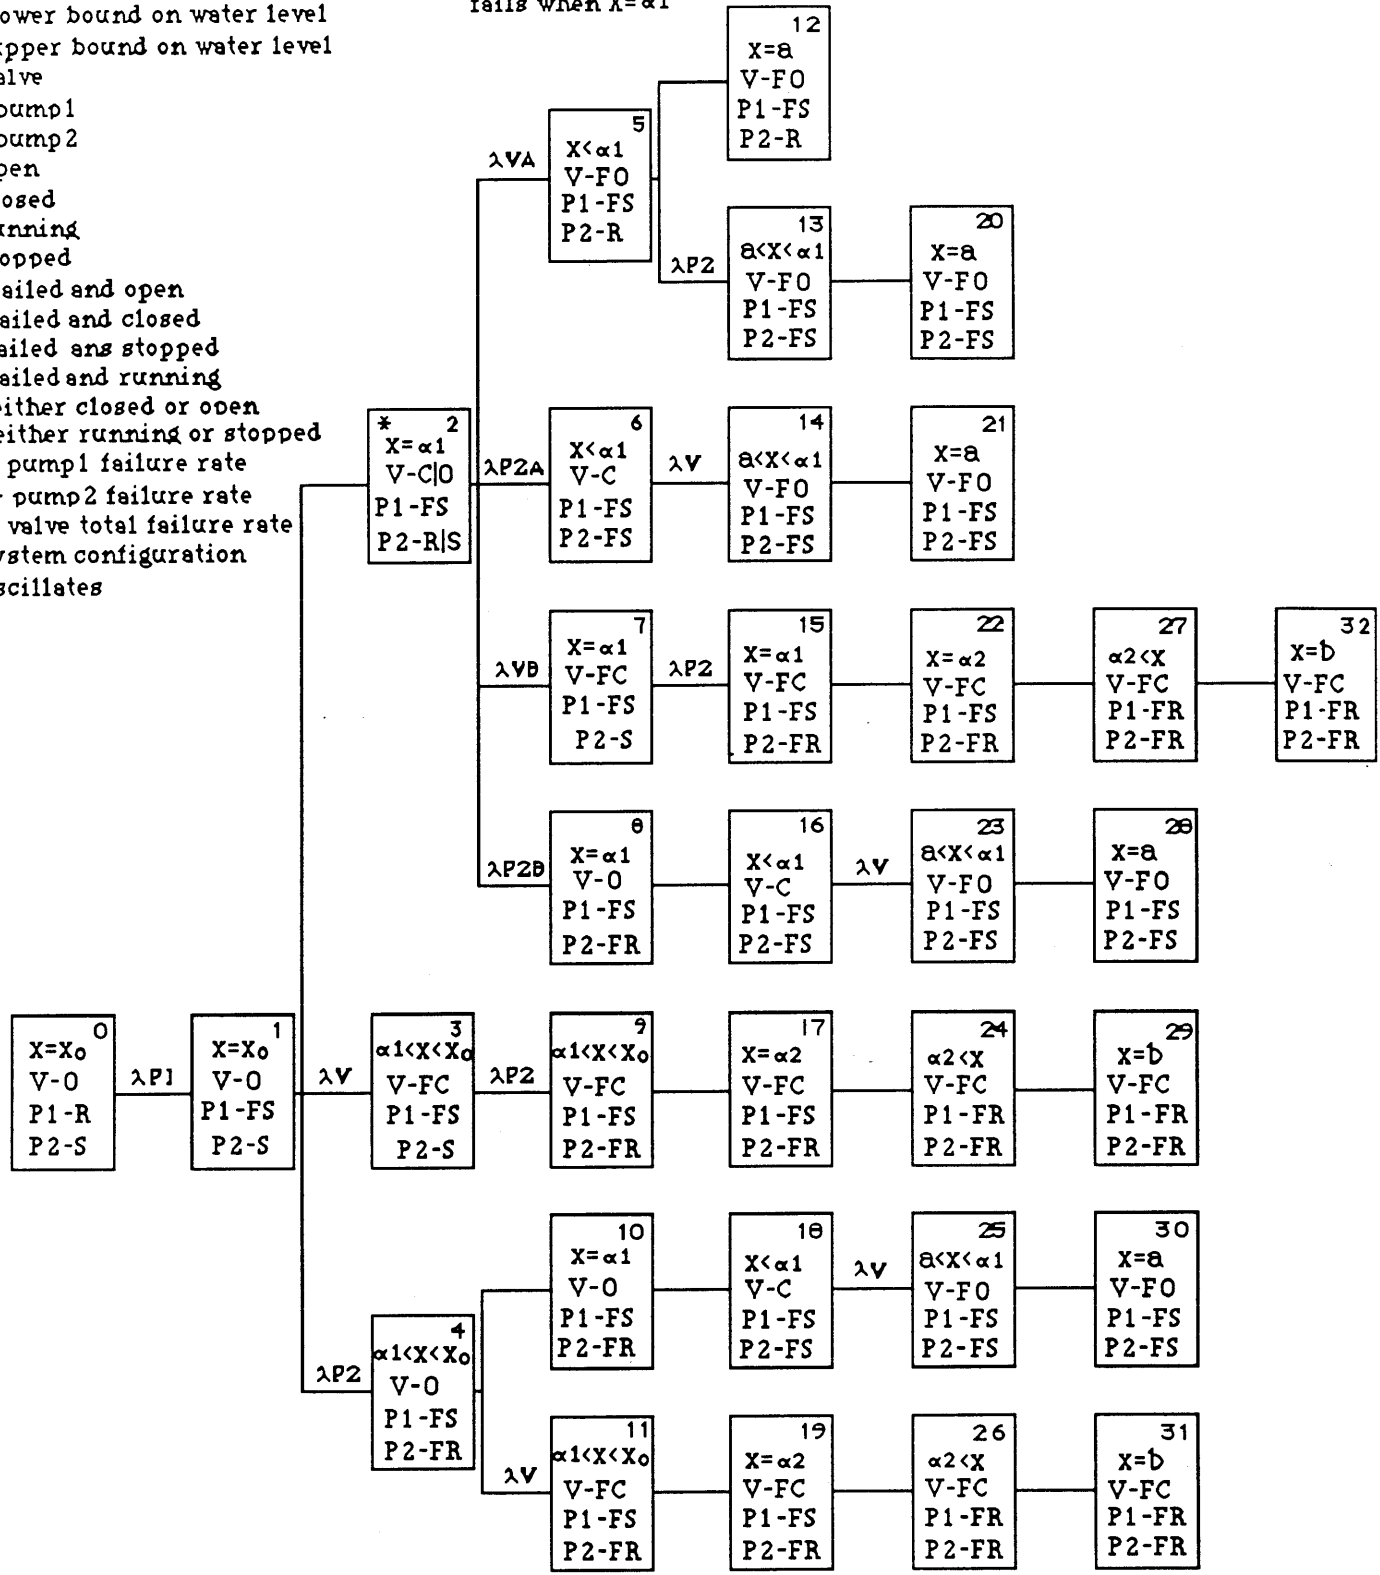 ower bound on water level
pper bound on water level
alve
pump1
pump2
pen
losed
unning
topped
ailed and open
ailed and closed
ailed ans stopped
ailed and running
either closed or open
either running or stopped
pump1 failure rate
pump2 failure rate
valve total failure rate
ystem configuration
scillates
fails when X=α1
12
X=a
V-FO
P1-FS
P2-R
λVA
5
X<α1
V-FO
P1-FS
P2-R
λP2
13
a<X<α1
V-FO
P1-FS
P2-FS
20
X=a
V-FO
P1-FS
P2-FS
* 2
X=α1
V-C|O
P1-FS
P2-R|S
λP2A
6
X<α1
V-C
P1-FS
P2-FS
λV
14
a<X<α1
V-FO
P1-FS
P2-FS
21
X=a
V-FO
P1-FS
P2-FS
λVB
7
X=α1
V-FC
P1-FS
P2-S
λP2
15
X=α1
V-FC
P1-FS
P2-FR
22
X=α2
V-FC
P1-FS
P2-FR
27
α2<X
V-FC
P1-FR
P2-FR
32
X=b
V-FC
P1-FR
P2-FR
λP2B
8
X=α1
V-O
P1-FS
P2-FR
16
X<α1
V-C
P1-FS
P2-FS
λV
23
a<X<α1
V-FO
P1-FS
P2-FS
28
X=a
V-FO
P1-FS
P2-FS
0
X=Xo
V-O
P1-R
P2-S
λP1
1
X=Xo
V-O
P1-FS
P2-S
λV
3
α1<X<Xo
V-FC
P1-FS
P2-S
λP2
9
α1<X<Xo
V-FC
P1-FS
P2-FR
17
X=α2
V-FC
P1-FS
P2-FR
24
α2<X
V-FC
P1-FR
P2-FR
29
X=b
V-FC
P1-FR
P2-FR
λP2
4
α1<X<Xo
V-O
P1-FS
P2-FR
10
X=α1
V-O
P1-FS
P2-FR
18
X<α1
V-C
P1-FS
P2-FS
λV
25
a<X<α1
V-FO
P1-FS
P2-FS
30
X=a
V-FO
P1-FS
P2-FS
λV
11
α1<X<Xo
V-FC
P1-FS
P2-FR
19
X=α2
V-FC
P1-FS
P2-FR
26
α2<X
V-FC
P1-FR
P2-FR
31
X=b
V-FC
P1-FR
P2-FR